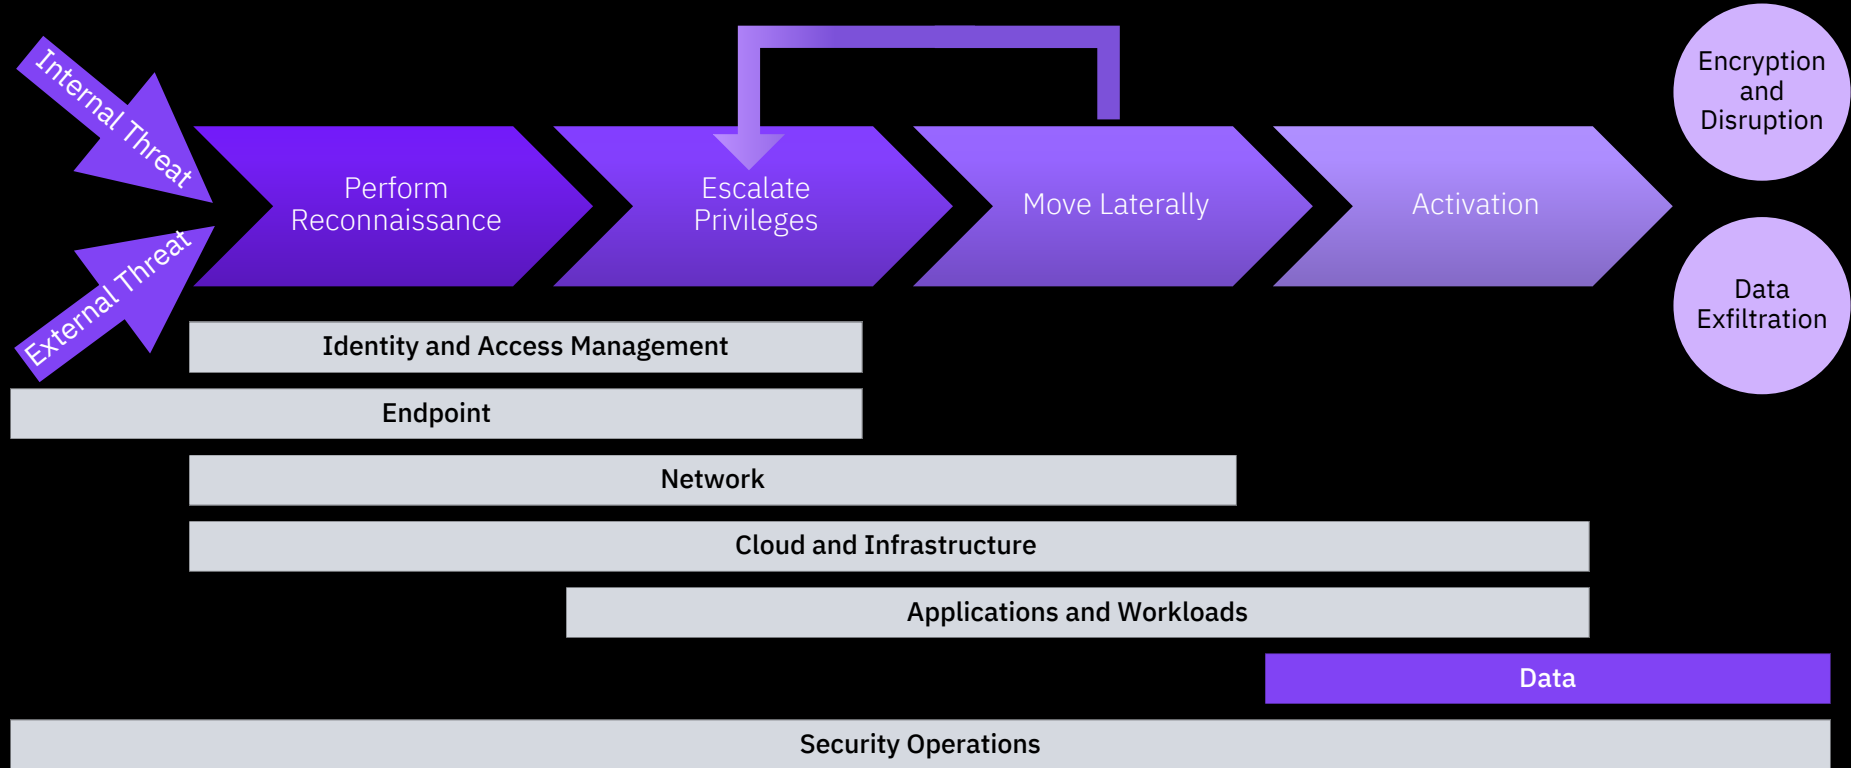 Internal Threat
External Threat
Perform
Reconnaissance
Escalate
Privileges
Move Laterally
Activation
Encryption
and
Disruption
Data
Exfiltration
Identity and Access Management
Endpoint
Network
Cloud and Infrastructure
Applications and Workloads
Data
Security Operations